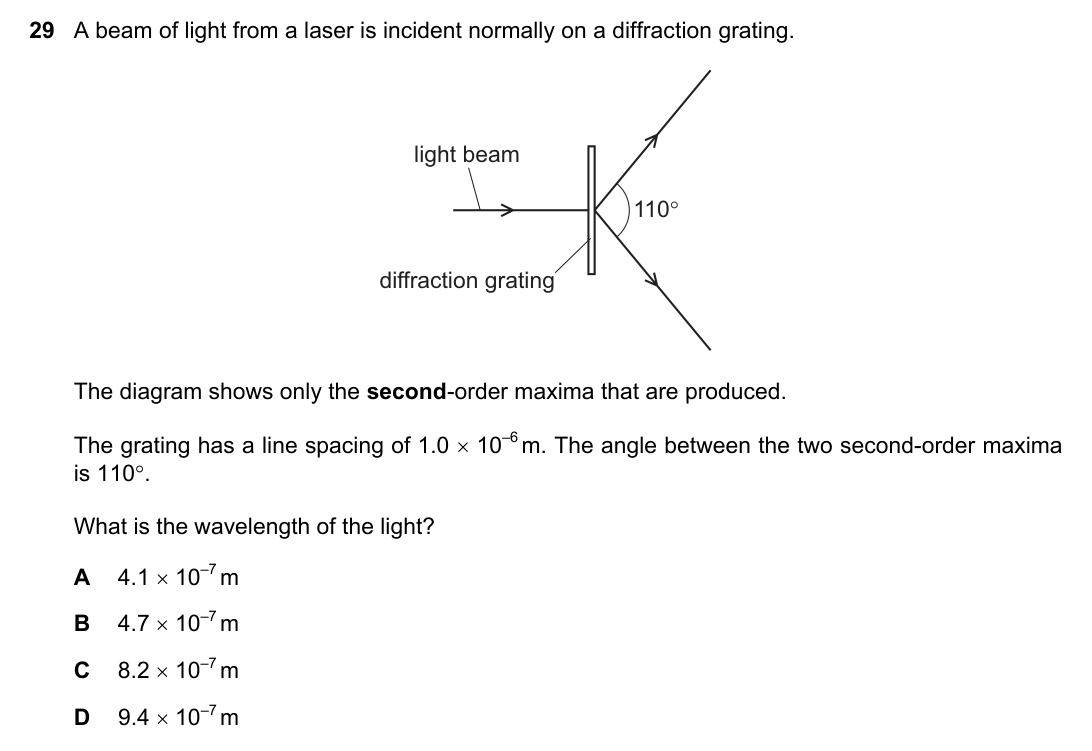 29 A beam of light from a laser is incident normally on a diffraction grating.
light beam
110°
diffraction grating
The diagram shows only the second-order maxima that are produced.
The grating has a line spacing of 1.0 × 10⁻⁶ m. The angle between the two second-order maxima
is 110°.
What is the wavelength of the light?
A 4.1 × 10⁻⁷ m
B 4.7 × 10⁻⁷ m
C 8.2 × 10⁻⁷ m
D 9.4 × 10⁻⁷ m